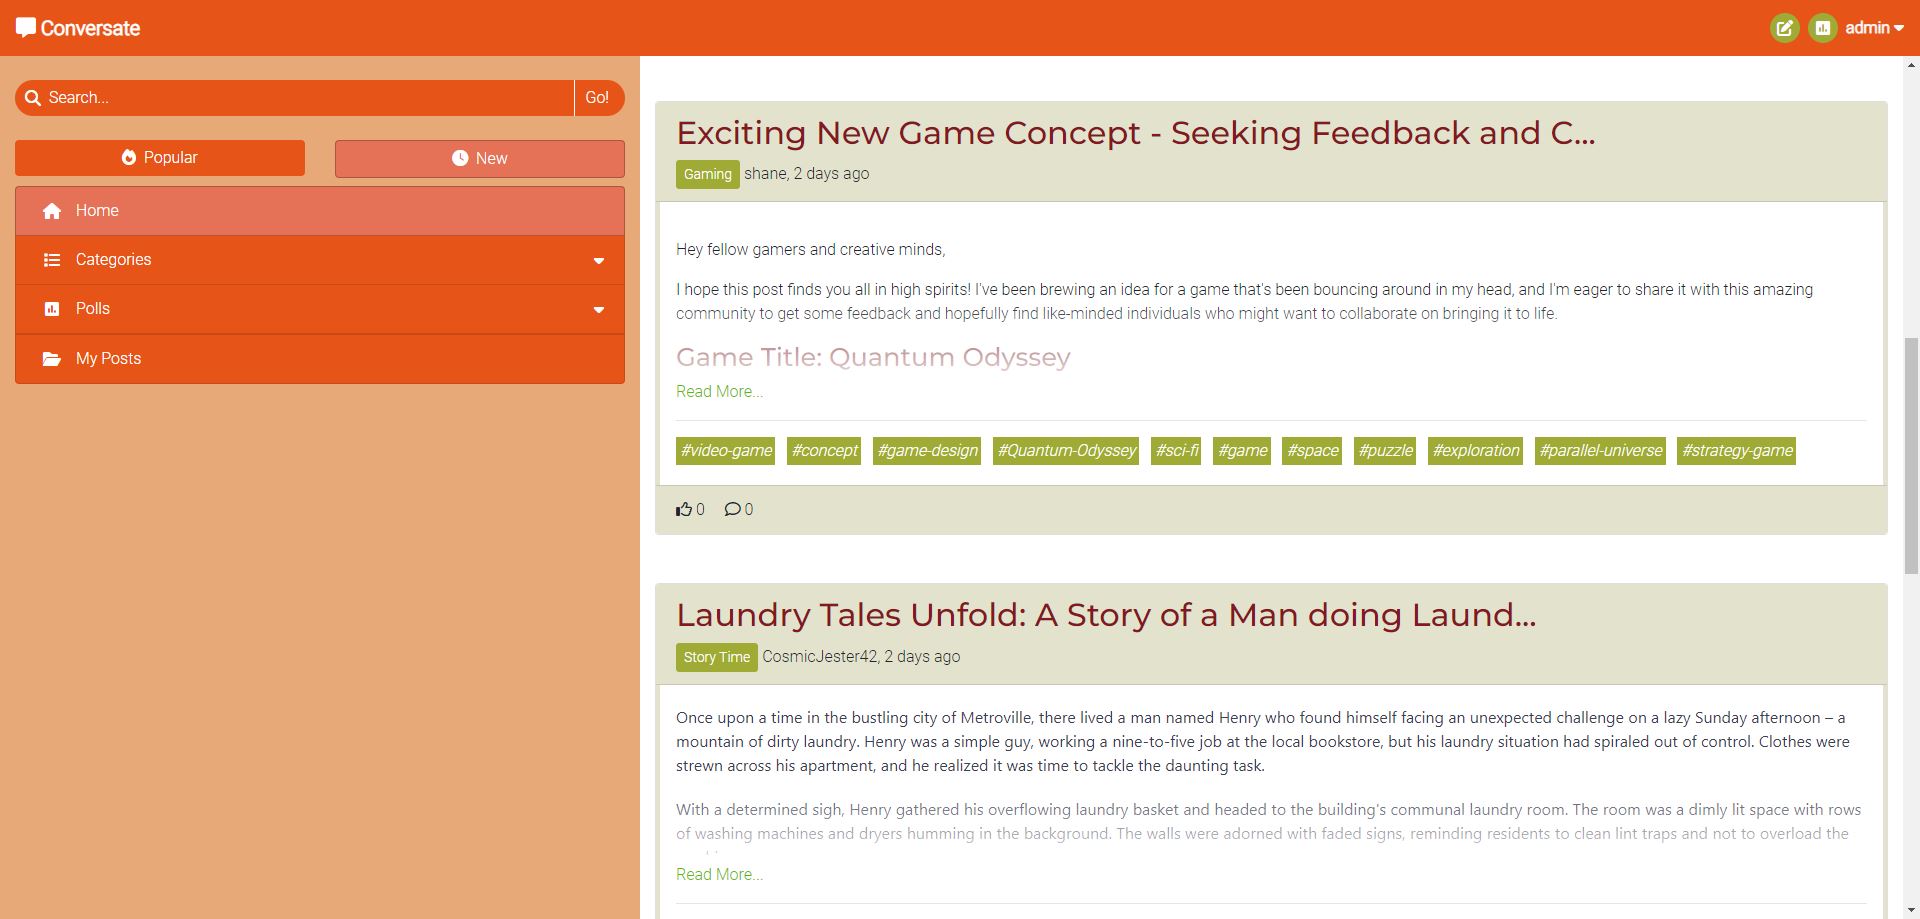 Conversate
admin
Search...
Go!
Popular
New
Home
Categories
Polls
My Posts
Exciting New Game Concept - Seeking Feedback and C...
Gaming shane, 2 days ago
Hey fellow gamers and creative minds,
I hope this post finds you all in high spirits! I've been brewing an idea for a game that's been bouncing around in my head, and I'm eager to share it with this amazing
community to get some feedback and hopefully find like-minded individuals who might want to collaborate on bringing it to life.
Game Title: Quantum Odyssey
Read More...
#video-game #concept #game-design #Quantum-Odyssey #sci-fi #game #space #puzzle #exploration #parallel-universe #strategy-game
0 0
Laundry Tales Unfold: A Story of a Man doing Laund...
Story Time CosmicJester42, 2 days ago
Once upon a time in the bustling city of Metroville, there lived a man named Henry who found himself facing an unexpected challenge on a lazy Sunday afternoon – a
mountain of dirty laundry. Henry was a simple guy, working a nine-to-five job at the local bookstore, but his laundry situation had spiraled out of control. Clothes were
strewn across his apartment, and he realized it was time to tackle the daunting task.
With a determined sigh, Henry gathered his overflowing laundry basket and headed to the building's communal laundry room. The room was a dimly lit space with rows
of washing machines and dryers humming in the background. The walls were adorned with faded signs, reminding residents to clean lint traps and not to overload the
Read More...